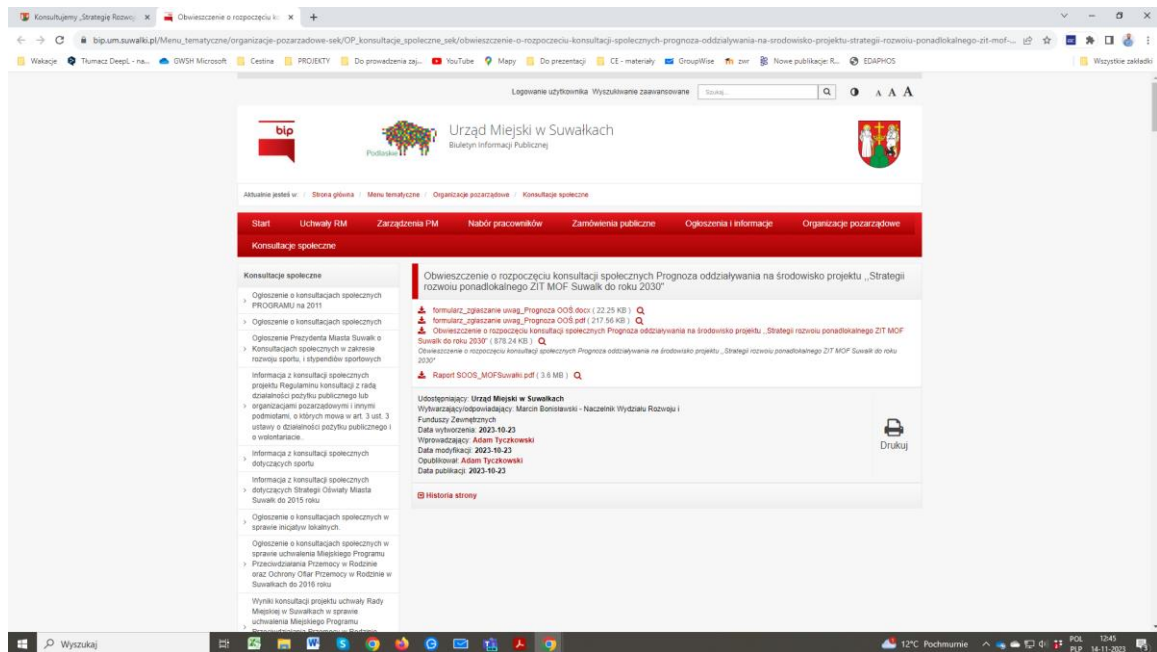 Konsultujemy „Strategię Rozwoj
Obwieszczenie o rozpoczęciu ko
bip.um.suwalki.pl/Menu_tematyczne/organizacje-pozarzadowe-sek/OP_konsultacje_spoleczne_sek/obwieszczenie-o-rozpoczeciu-konsultacji-spolecznych-prognoza-oddzialywania-na-srodowisko-projektu-strategii-rozwoju-ponadlokalnego-zit-mof-...
Wakacje Tłumacz DeepL - na... GWSH Microsoft Cestina PROJEKTY Do prowadzenia zaj... YouTube Mapy Do prezentacji CE - materiały GroupWise zwr Nowe publikacje: R... EDAPHOS Wszystkie zakładki
Logowanie użytkownika Wyszukiwanie zaawansowane Szukaj... A A A
bip
Podlaskie
Urząd Miejski w Suwałkach
Biuletyn Informacji Publicznej
Aktualnie jesteś w: / Strona główna / Menu tematyczne / Organizacje pozarządowe / Konsultacje społeczne
Start Uchwały RM Zarządzenia PM Nabór pracowników Zamówienia publiczne Ogłoszenia i informacje Organizacje pozarządowe
Konsultacje społeczne
Konsultacje społeczne
Ogłoszenie o konsultacjach społecznych
PROGRAMU na 2011
Ogłoszenie o konsultacjach społecznych
Ogłoszenie Prezydenta Miasta Suwałk o
Konsultacjach społecznych w zakresie
rozwoju sportu, i stypendiów sportowych
Informacja z konsultacji społecznych
projektu Regulaminu konsultacji z radą
działalności pożytku publicznego lub
organizacjami pozarządowymi i innymi
podmiotami, o których mowa w art. 3 ust. 3
ustawy o działalności pożytku publicznego i
o wolontariacie.
Informacja z konsultacji społecznych
dotyczących sportu
Informacja z konsultacji społecznych
dotyczących Strategii Oświaty Miasta
Suwałk do 2015 roku
Ogłoszenie o konsultacjach społecznych w
sprawie inicjatyw lokalnych.
Ogłoszenie o konsultacjach społecznych w
sprawie uchwalenia Miejskiego Programu
Przeciwdziałania Przemocy w Rodzinie
oraz Ochrony Ofiar Przemocy w Rodzinie w
Suwałkach do 2016 roku
Wyniki konsultacji projektu uchwały Rady
Miejskiej w Suwałkach w sprawie
uchwalenia Miejskiego Programu
Przeciwdziałania Przemocy w Rodzinie
Obwieszczenie o rozpoczęciu konsultacji społecznych Prognoza oddziaływania na środowisko projektu ,,Strategii
rozwoiu ponadlokalnego ZIT MOF Suwałk do roku 2030"
formularz_zgłaszanie uwag_Prognoza OOŚ.docx ( 22.25 KB )
formularz_zgłaszanie uwag_Prognoza OOŚ.pdf ( 217.56 KB )
Obwieszczenie o rozpoczęciu konsultacji społecznych Prognoza oddziaływania na środowisko projektu ,,Strategii rozwoiu ponadlokalnego ZIT MOF
Suwałk do roku 2030" ( 878.24 KB )
Obwieszczenie o rozpoczęciu konsultacji społecznych Prognoza oddziaływania na środowisko projektu ,,Strategii rozwoiu ponadlokalnego ZIT MOF Suwałk do roku
2030"
Raport SOOS_MOFSuwałki.pdf ( 3.6 MB )
Udostępniający: Urząd Miejski w Suwałkach
Wytwarzający/odpowiadający: Marcin Bonisławski - Naczelnik Wydziału Rozwoju i
Funduszy Zewnętrznych
Data wytworzenia: 2023-10-23
Wprowadzający: Adam Tyczkowski
Data modyfikacji: 2023-10-23
Opublikował: Adam Tyczkowski
Data publikacji: 2023-10-23
Drukuj
Historia strony
Wyszukaj
12°C Pochmurnie
POL
PLP
12:45
14-11-2023